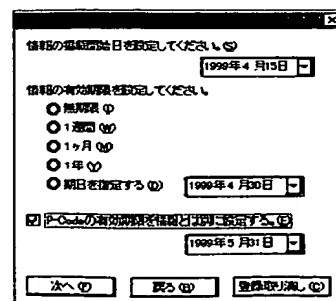 情報の掲載開始日を設定してください。(S)
1999年4月15日
情報の有効期限を設定してください。
無期限(I)
1週間(W)
1ヶ月(M)
1年(Y)
期日を指定する(D) 1999年4月30日
P-Codeの有効期限を情報とは別に設定する。(E)
1999年5月31日
次へ(F) 戻る(B) 登録取り消し(C)